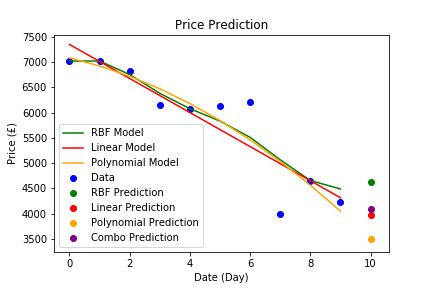 Price Prediction
7500
7000
6500
6000
5500
5000
4500
4000
3500
Price (£)
RBF Model
Linear Model
Polynomial Model
Data
RBF Prediction
Linear Prediction
Polynomial Prediction
Combo Prediction
0 2 4 6 8 10
Date (Day)